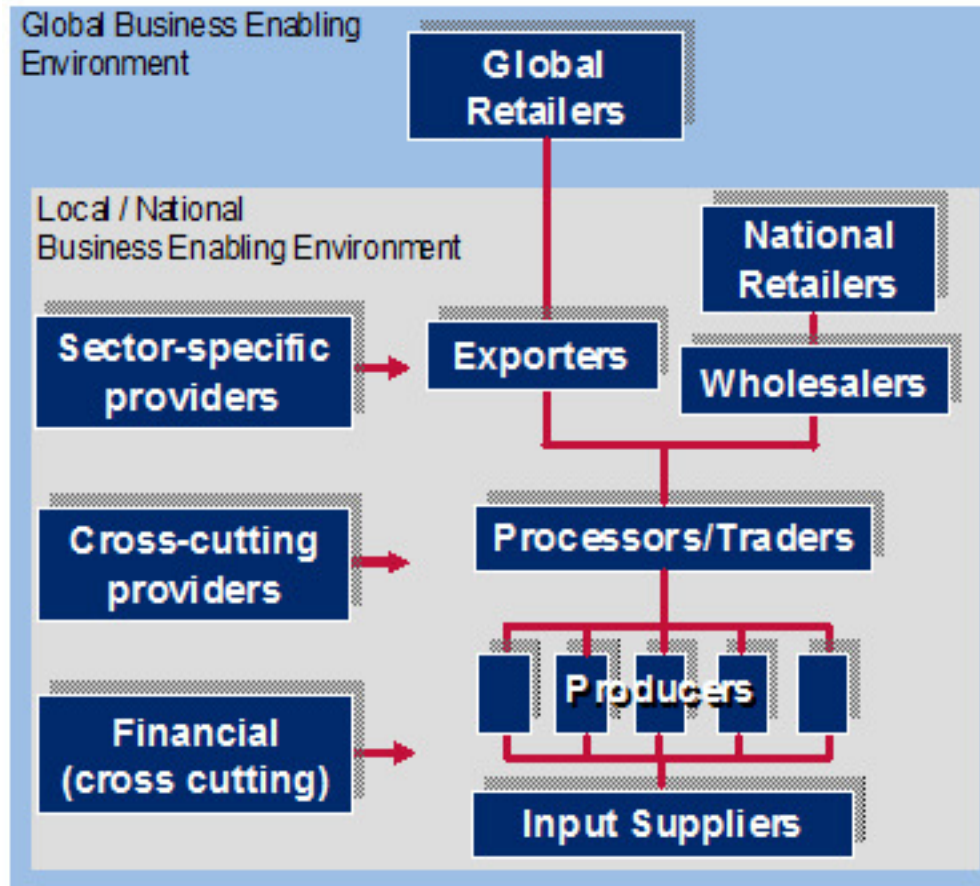 Global Business Enabling
Environment
Global
Retailers
Local / National
Business Enabling Environment
National
Retailers
Sector-specific
providers
Exporters
Wholesalers
Cross-cutting
providers
Processors/Traders
Producers
Financial
(cross cutting)
Input Suppliers